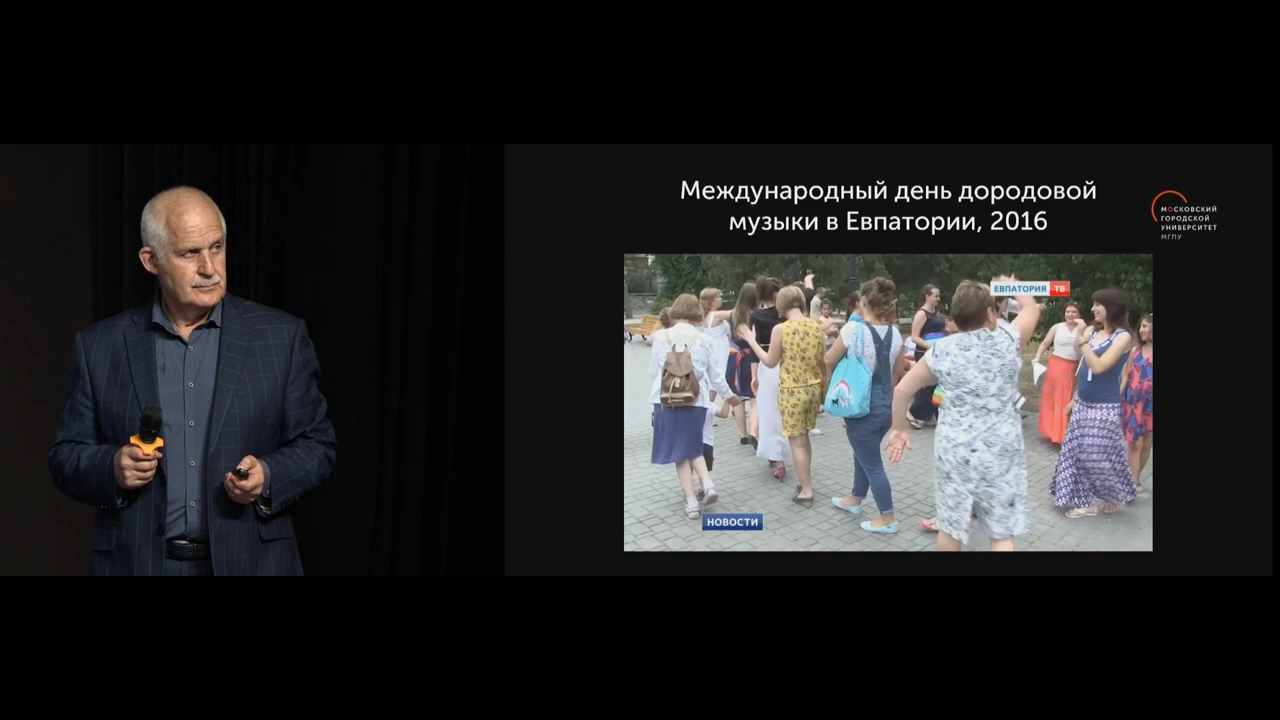 Международный день дородовой
музыки в Евпатории, 2016
МОСКОВСКИЙ
ГОРОДСКОЙ
УНИВЕРСИТЕТ
МГПУ
ЕВПАТОРИЯ ТВ
НОВОСТИ